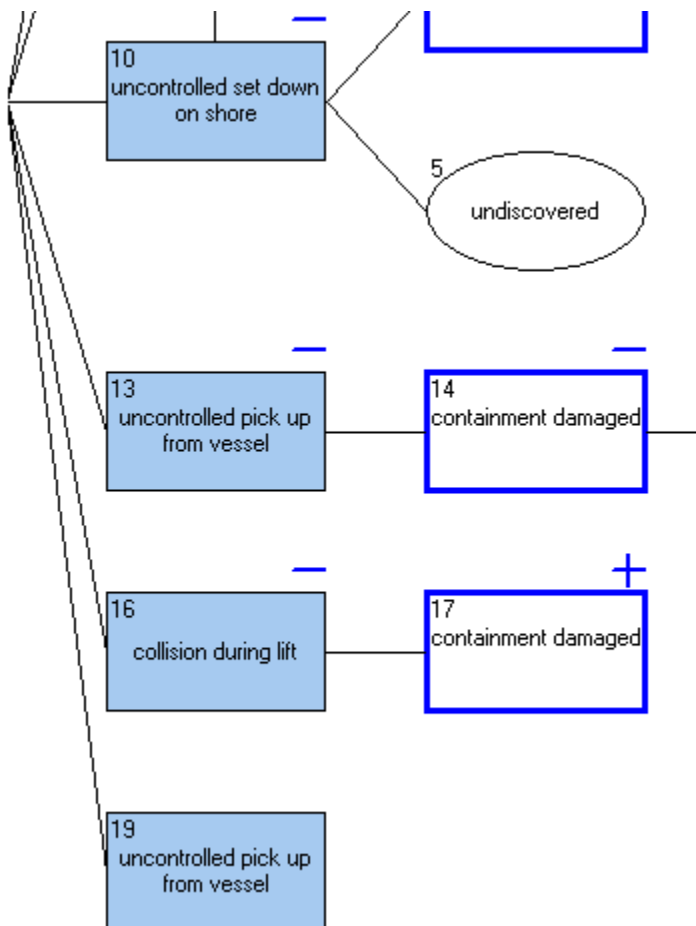 10
uncontrolled set down
on shore
5
undiscovered
13
uncontrolled pick up
from vessel
14
containment damaged
16
collision during lift
17
containment damaged
19
uncontrolled pick up
from vessel